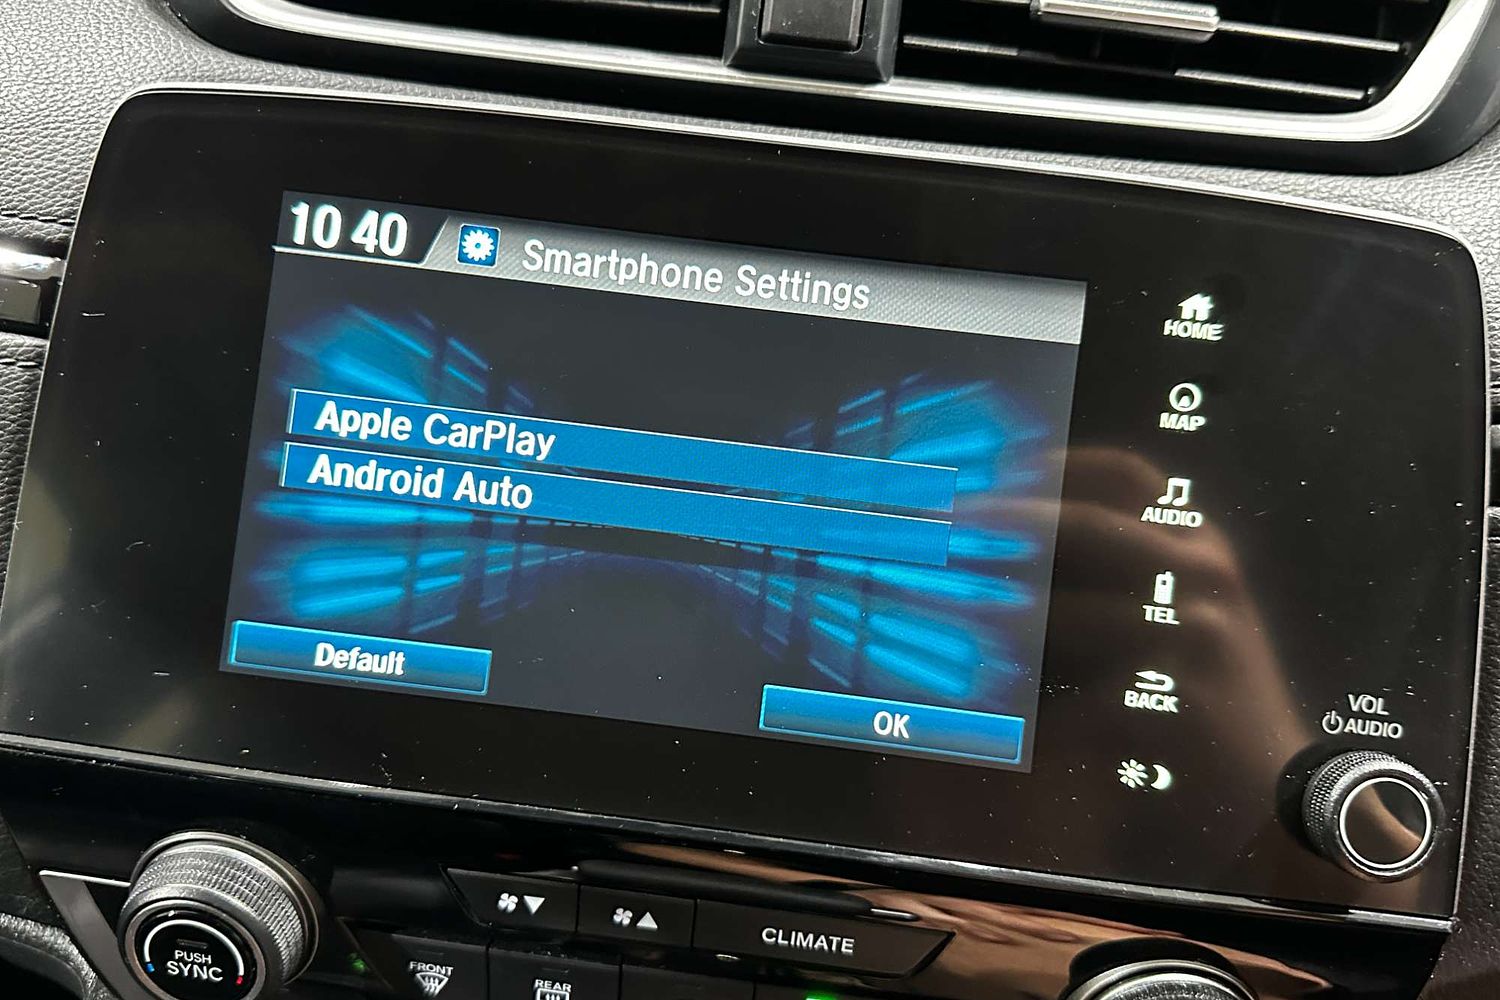 10 40
Smartphone Settings
HOME
MAP
Apple CarPlay
Android Auto
AUDIO
TEL
Default
OK
BACK
VOL
AUDIO
PUSH
SYNC
CLIMATE
FRONT
REAR